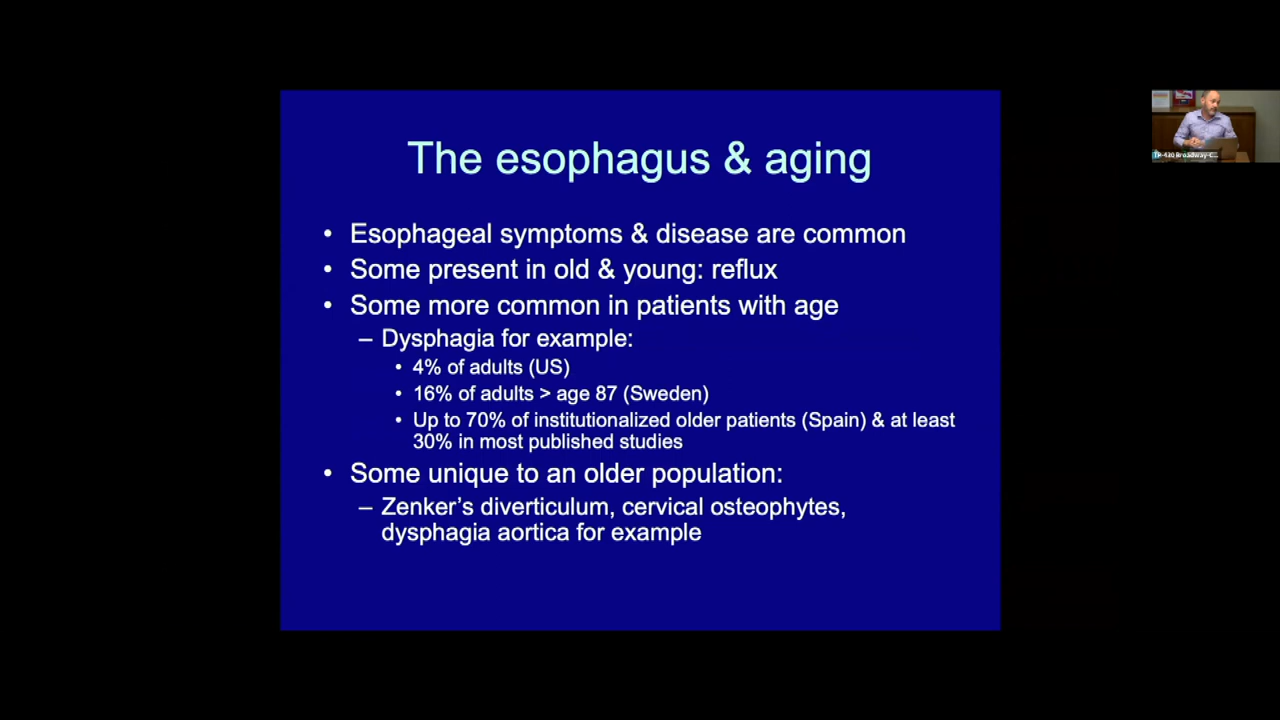 The esophagus & aging
• Esophageal symptoms & disease are common
• Some present in old & young: reflux
• Some more common in patients with age
– Dysphagia for example:
• 4% of adults (US)
• 16% of adults > age 87 (Sweden)
• Up to 70% of institutionalized older patients (Spain) & at least
30% in most published studies
• Some unique to an older population:
– Zenker's diverticulum, cervical osteophytes,
dysphagia aortica for example
TP-430 Broadway-C...